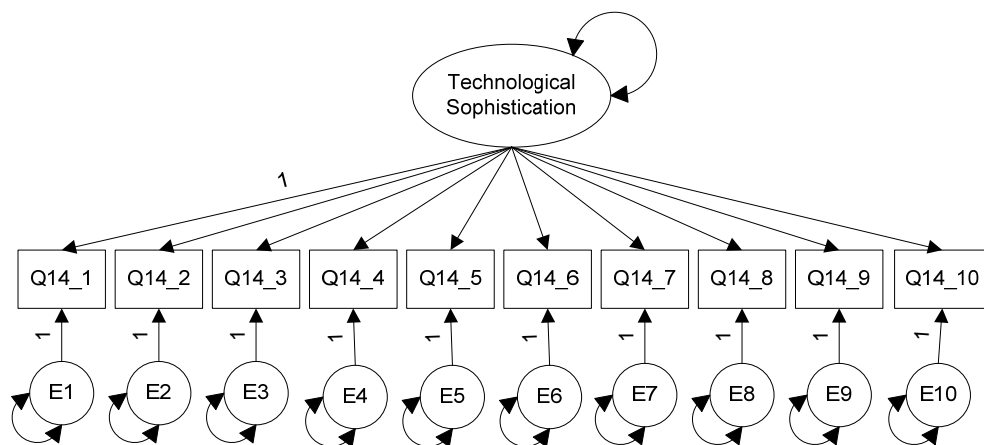 Technological
Sophistication
1
Q14_1 Q14_2 Q14_3 Q14_4 Q14_5 Q14_6 Q14_7 Q14_8 Q14_9 Q14_10
1 1 1 1 1 1 1 1 1 1
E1 E2 E3 E4 E5 E6 E7 E8 E9 E10